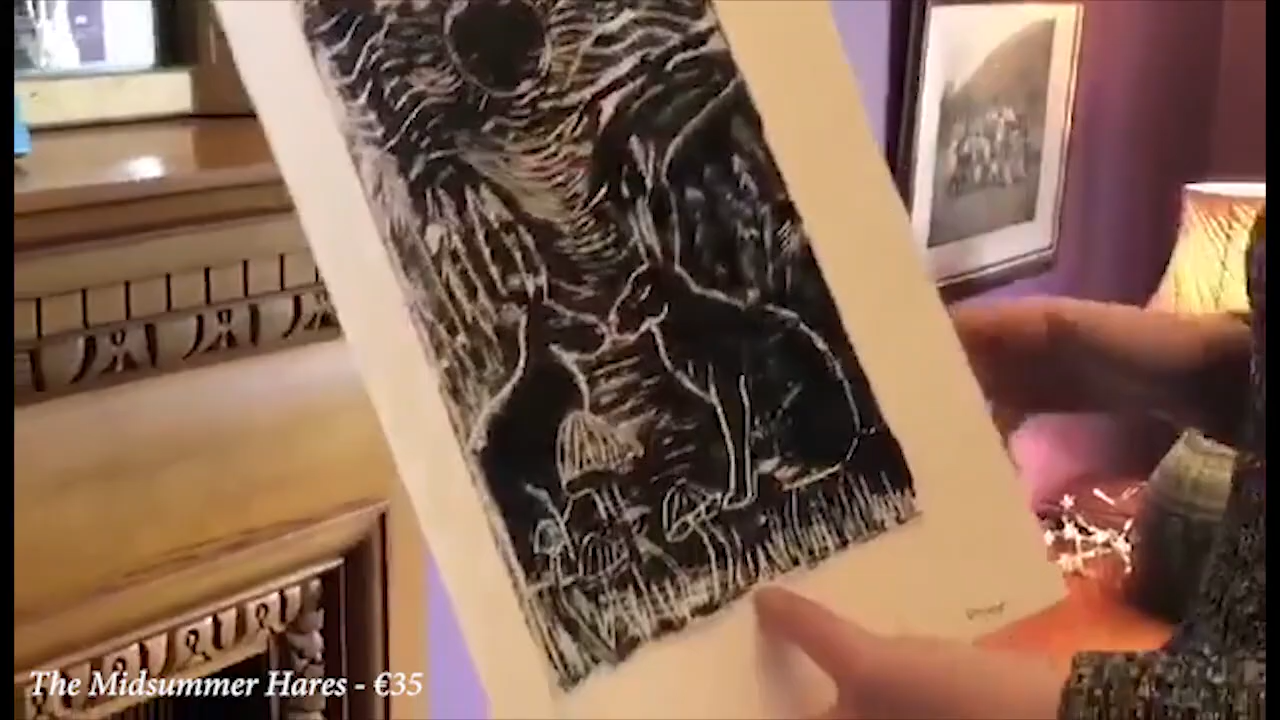 The Midsummer Hares - €35